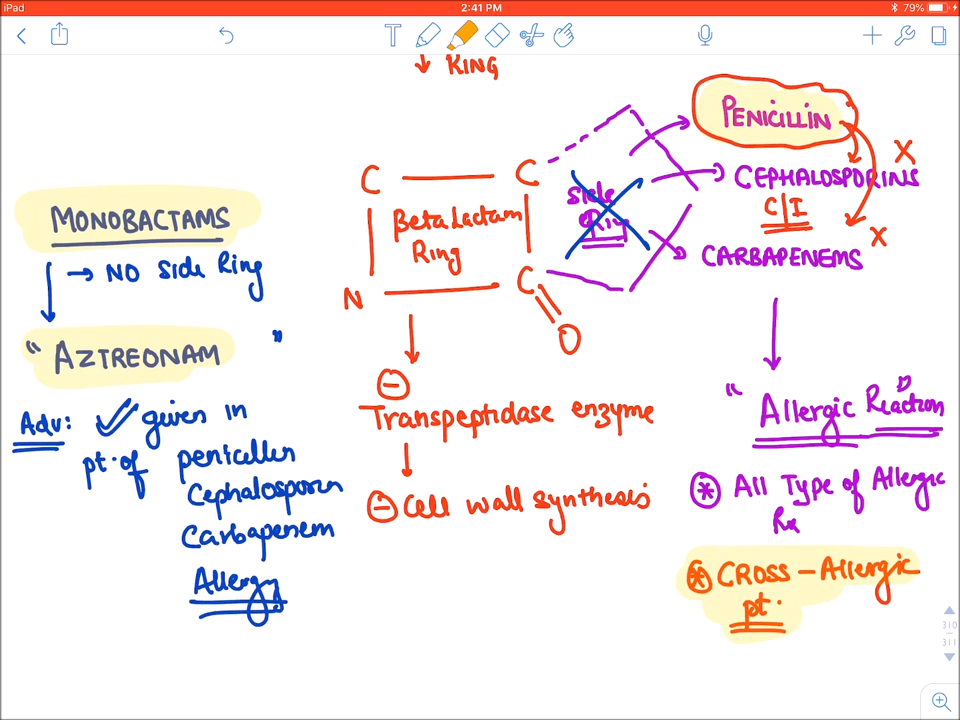 iPad
2:41 PM
79%
RING
PENICILLIN
X
CEPHALOSPORINS
C/I
X
CARBAPENEMS
C C
N C
O
Beta Lactam
Ring
Side
Ring
MONOBACTAMS
→ NO Side Ring
" AZTREONAM "
Adv: ✓ given in
pt. of penicillin
Cephalosporin
Carbapenem
Allergy
⊖
Transpeptidase enzyme
⊖ Cell wall synthesis
" Allergic Reaction "
* All Type of Allergic
Rx
* CROSS - Allergic
pt.
310
311